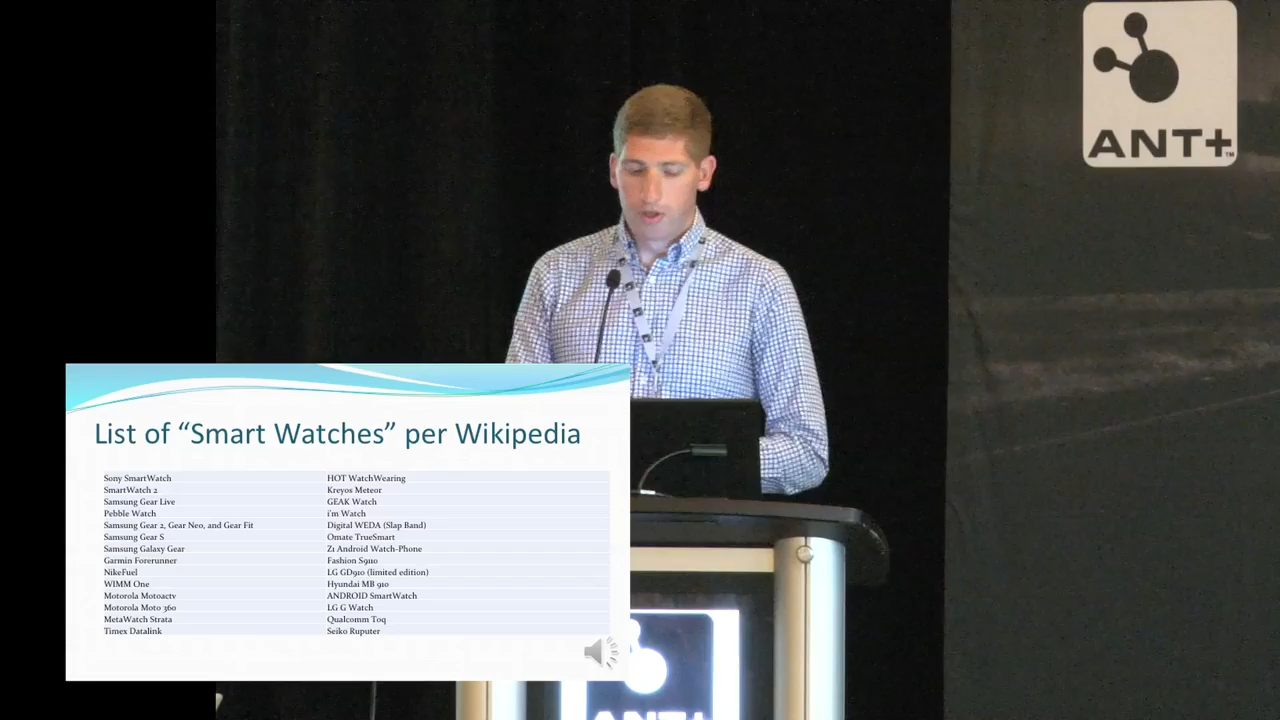 ANT+
TM
List of “Smart Watches” per Wikipedia
Sony SmartWatch
SmartWatch 2
Samsung Gear Live
Pebble Watch
Samsung Gear 2, Gear Neo, and Gear Fit
Samsung Gear S
Samsung Galaxy Gear
Garmin Forerunner
NikeFuel
WIMM One
Motorola Motoactv
Motorola Moto 360
MetaWatch Strata
Timex Datalink
HOT WatchWearing
Kreyos Meteor
GEAK Watch
i'm Watch
Digital WEDA (Slap Band)
Omate TrueSmart
Z1 Android Watch-Phone
Fashion S9110
LG GD910 (limited edition)
Hyundai MB 910
ANDROID SmartWatch
LG G Watch
Qualcomm Toq
Seiko Ruputer
ANT+